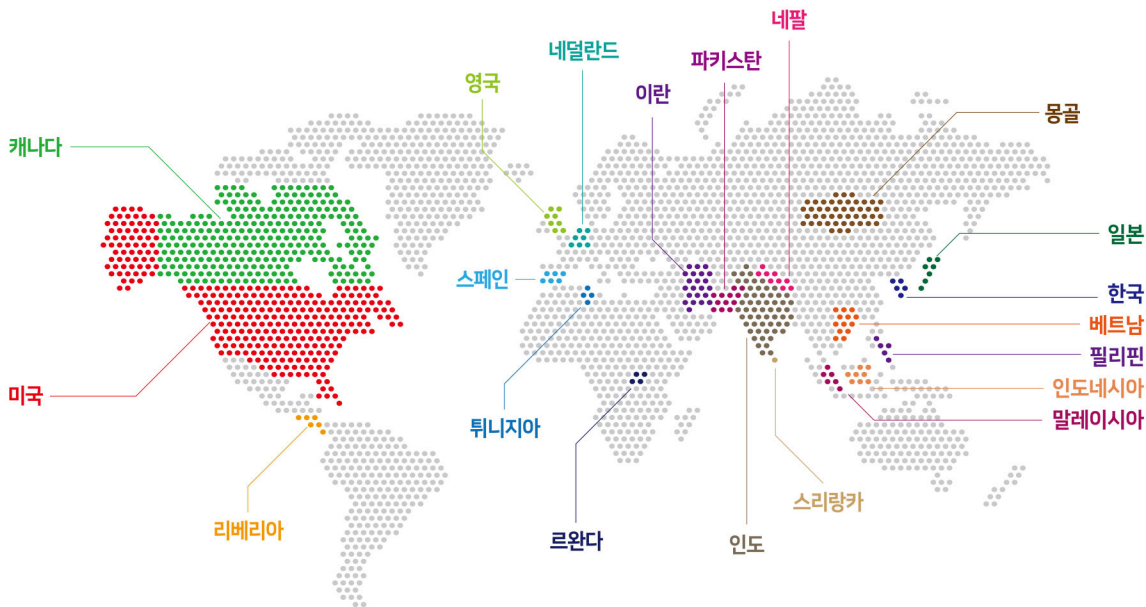 네팔
네덜란드
파키스탄
영국
이란
몽골
캐나다
일본
스페인
한국
베트남
필리핀
미국
인도네시아
말레이시아
튀니지아
스리랑카
리베리아
르완다
인도